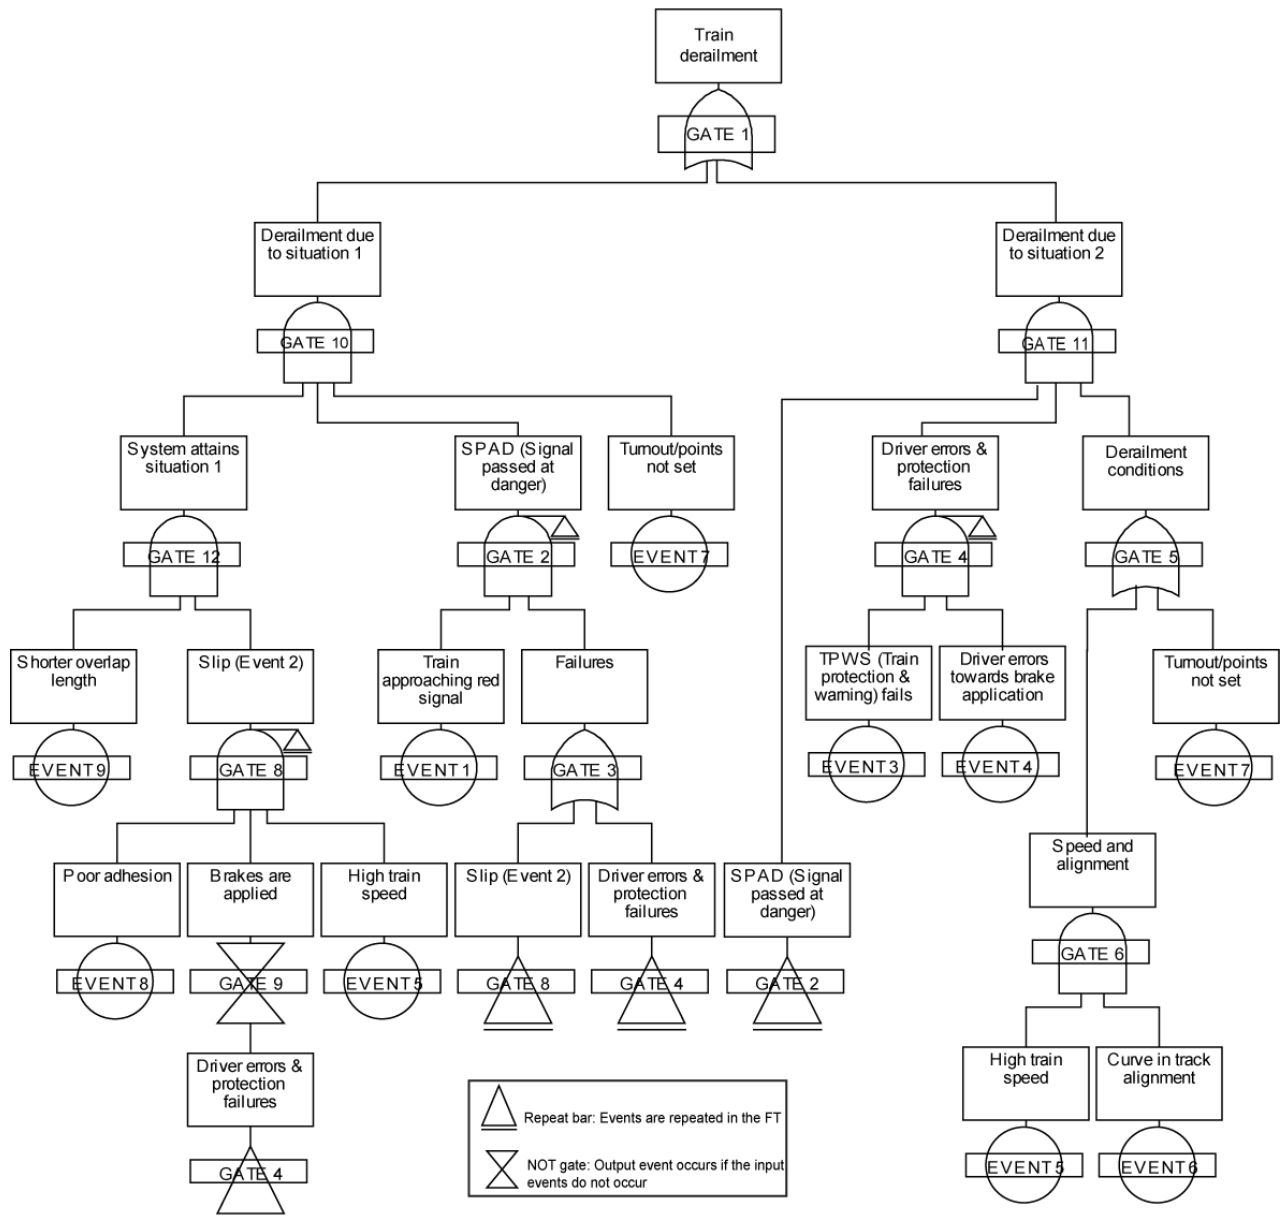 Train
derailment
GATE 1
Derailment due
to situation 1
Derailment due
to situation 2
GATE 10
GATE 11
System attains
situation 1
SPAD (Signal
passed at
danger)
Turnout/points
not set
Driver errors &
protection
failures
Derailment
conditions
GATE 12
GATE 2
EVENT7
GATE 4
GATE 5
Shorter overlap
length
Slip (Event 2)
Train
approaching red
signal
Failures
TPWS (Train
protection &
warning) fails
Driver errors
towards brake
application
Turnout/points
not set
EVENT9
GATE 8
EVENT1
GATE 3
EVENT3
EVENT4
EVENT7
Poor adhesion
Brakes are
applied
High train
speed
Slip (Event 2)
Driver errors &
protection
failures
SPAD (Signal
passed at
danger)
Speed and
alignment
EVENT8
GATE 9
EVENT5
GATE 8
GATE 4
GATE 2
GATE 6
Driver errors &
protection
failures
High train
speed
Curve in track
alignment
GATE 4
EVENT5
EVENT6
Repeat bar: Events are repeated in the FT
NOT gate: Output event occurs if the input
events do not occur